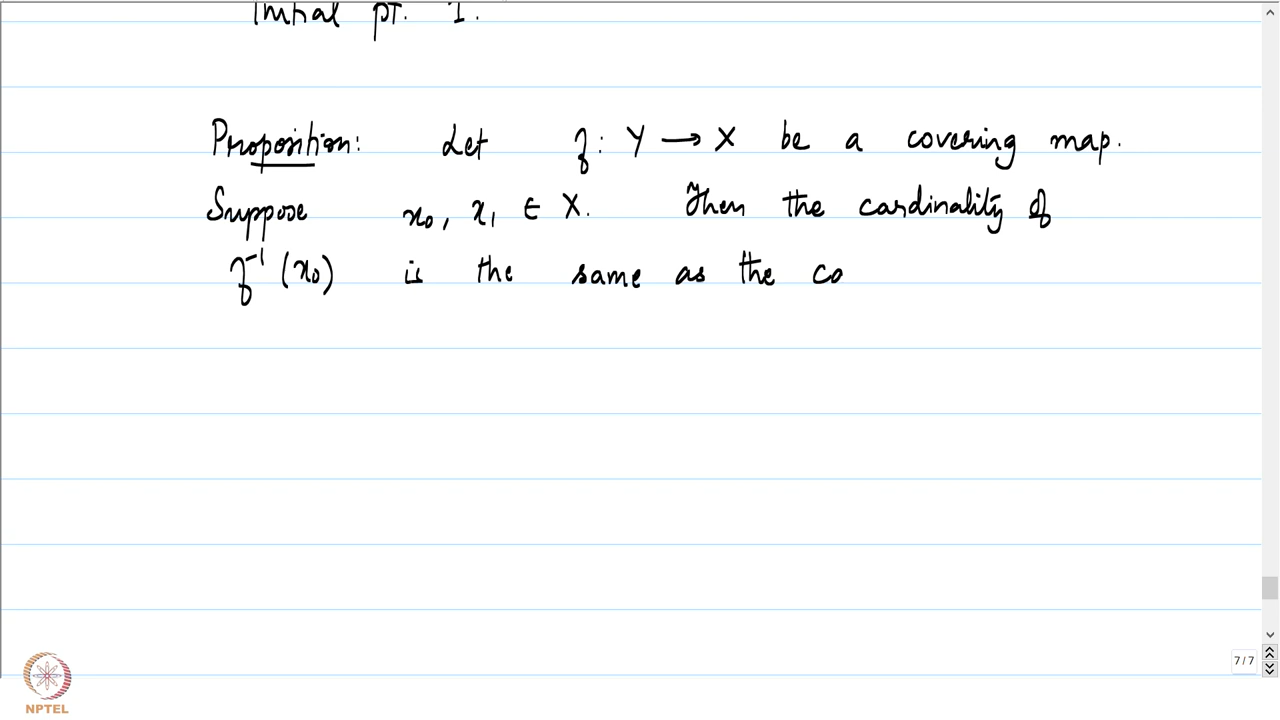 Initial pt. 1.
Proposition: Let q: Y → X be a covering map.
Suppose x₀, x₁ ∈ X. Then the cardinality of
q⁻¹(x₀) is the same as the co
7/7
NPTEL